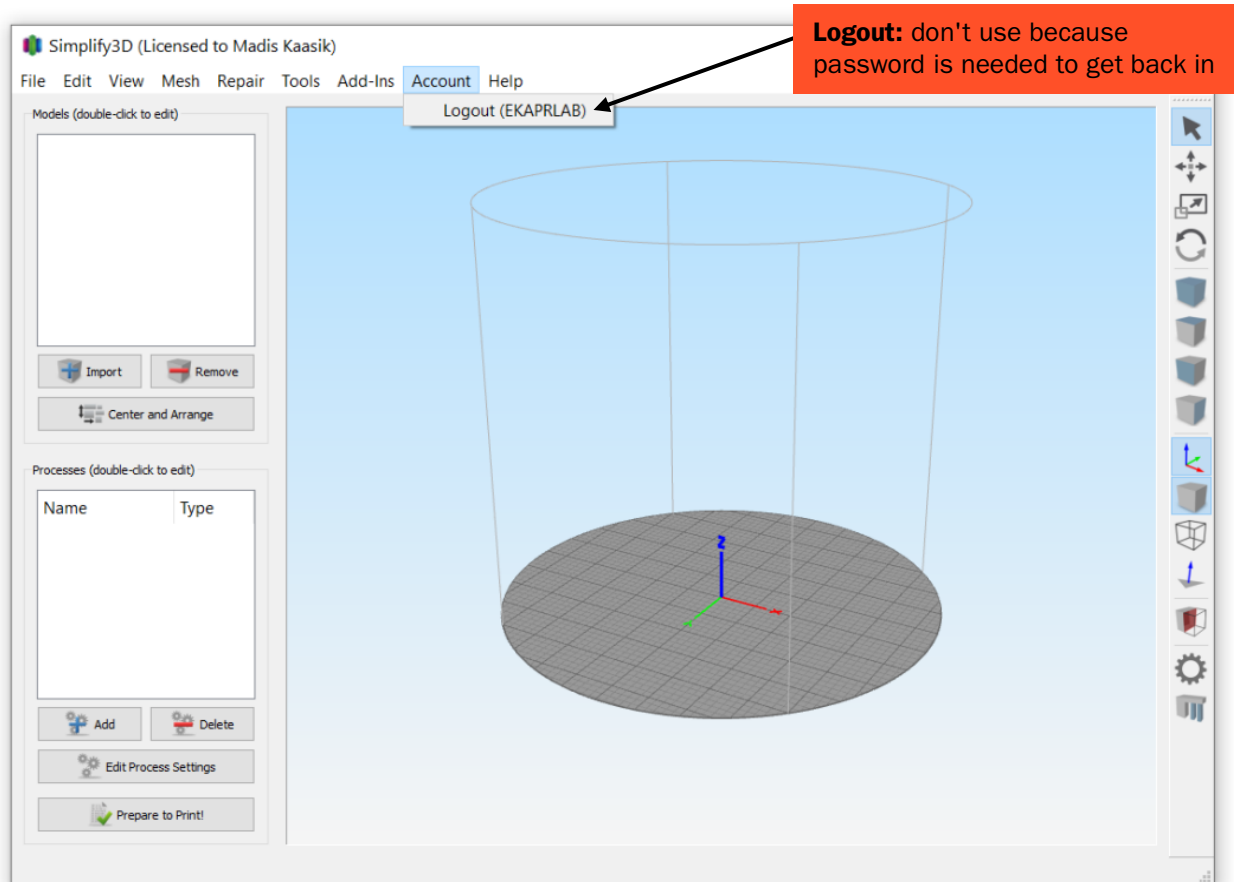 Logout: don't use because
password is needed to get back in
Simplify3D (Licensed to Madis Kaasik)
File Edit View Mesh Repair Tools Add-Ins Account Help
Logout (EKAPRLAB)
Models (double-click to edit)
Import Remove
Center and Arrange
Processes (double-click to edit)
Name Type
Add Delete
Edit Process Settings
Prepare to Print!
Z
X